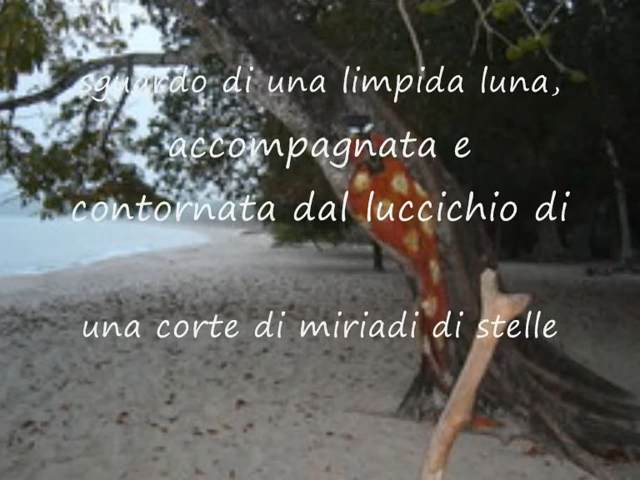 sguardo di una limpida luna,
accompagnata e
contornata dal luccichio di
una corte di miriadi di stelle